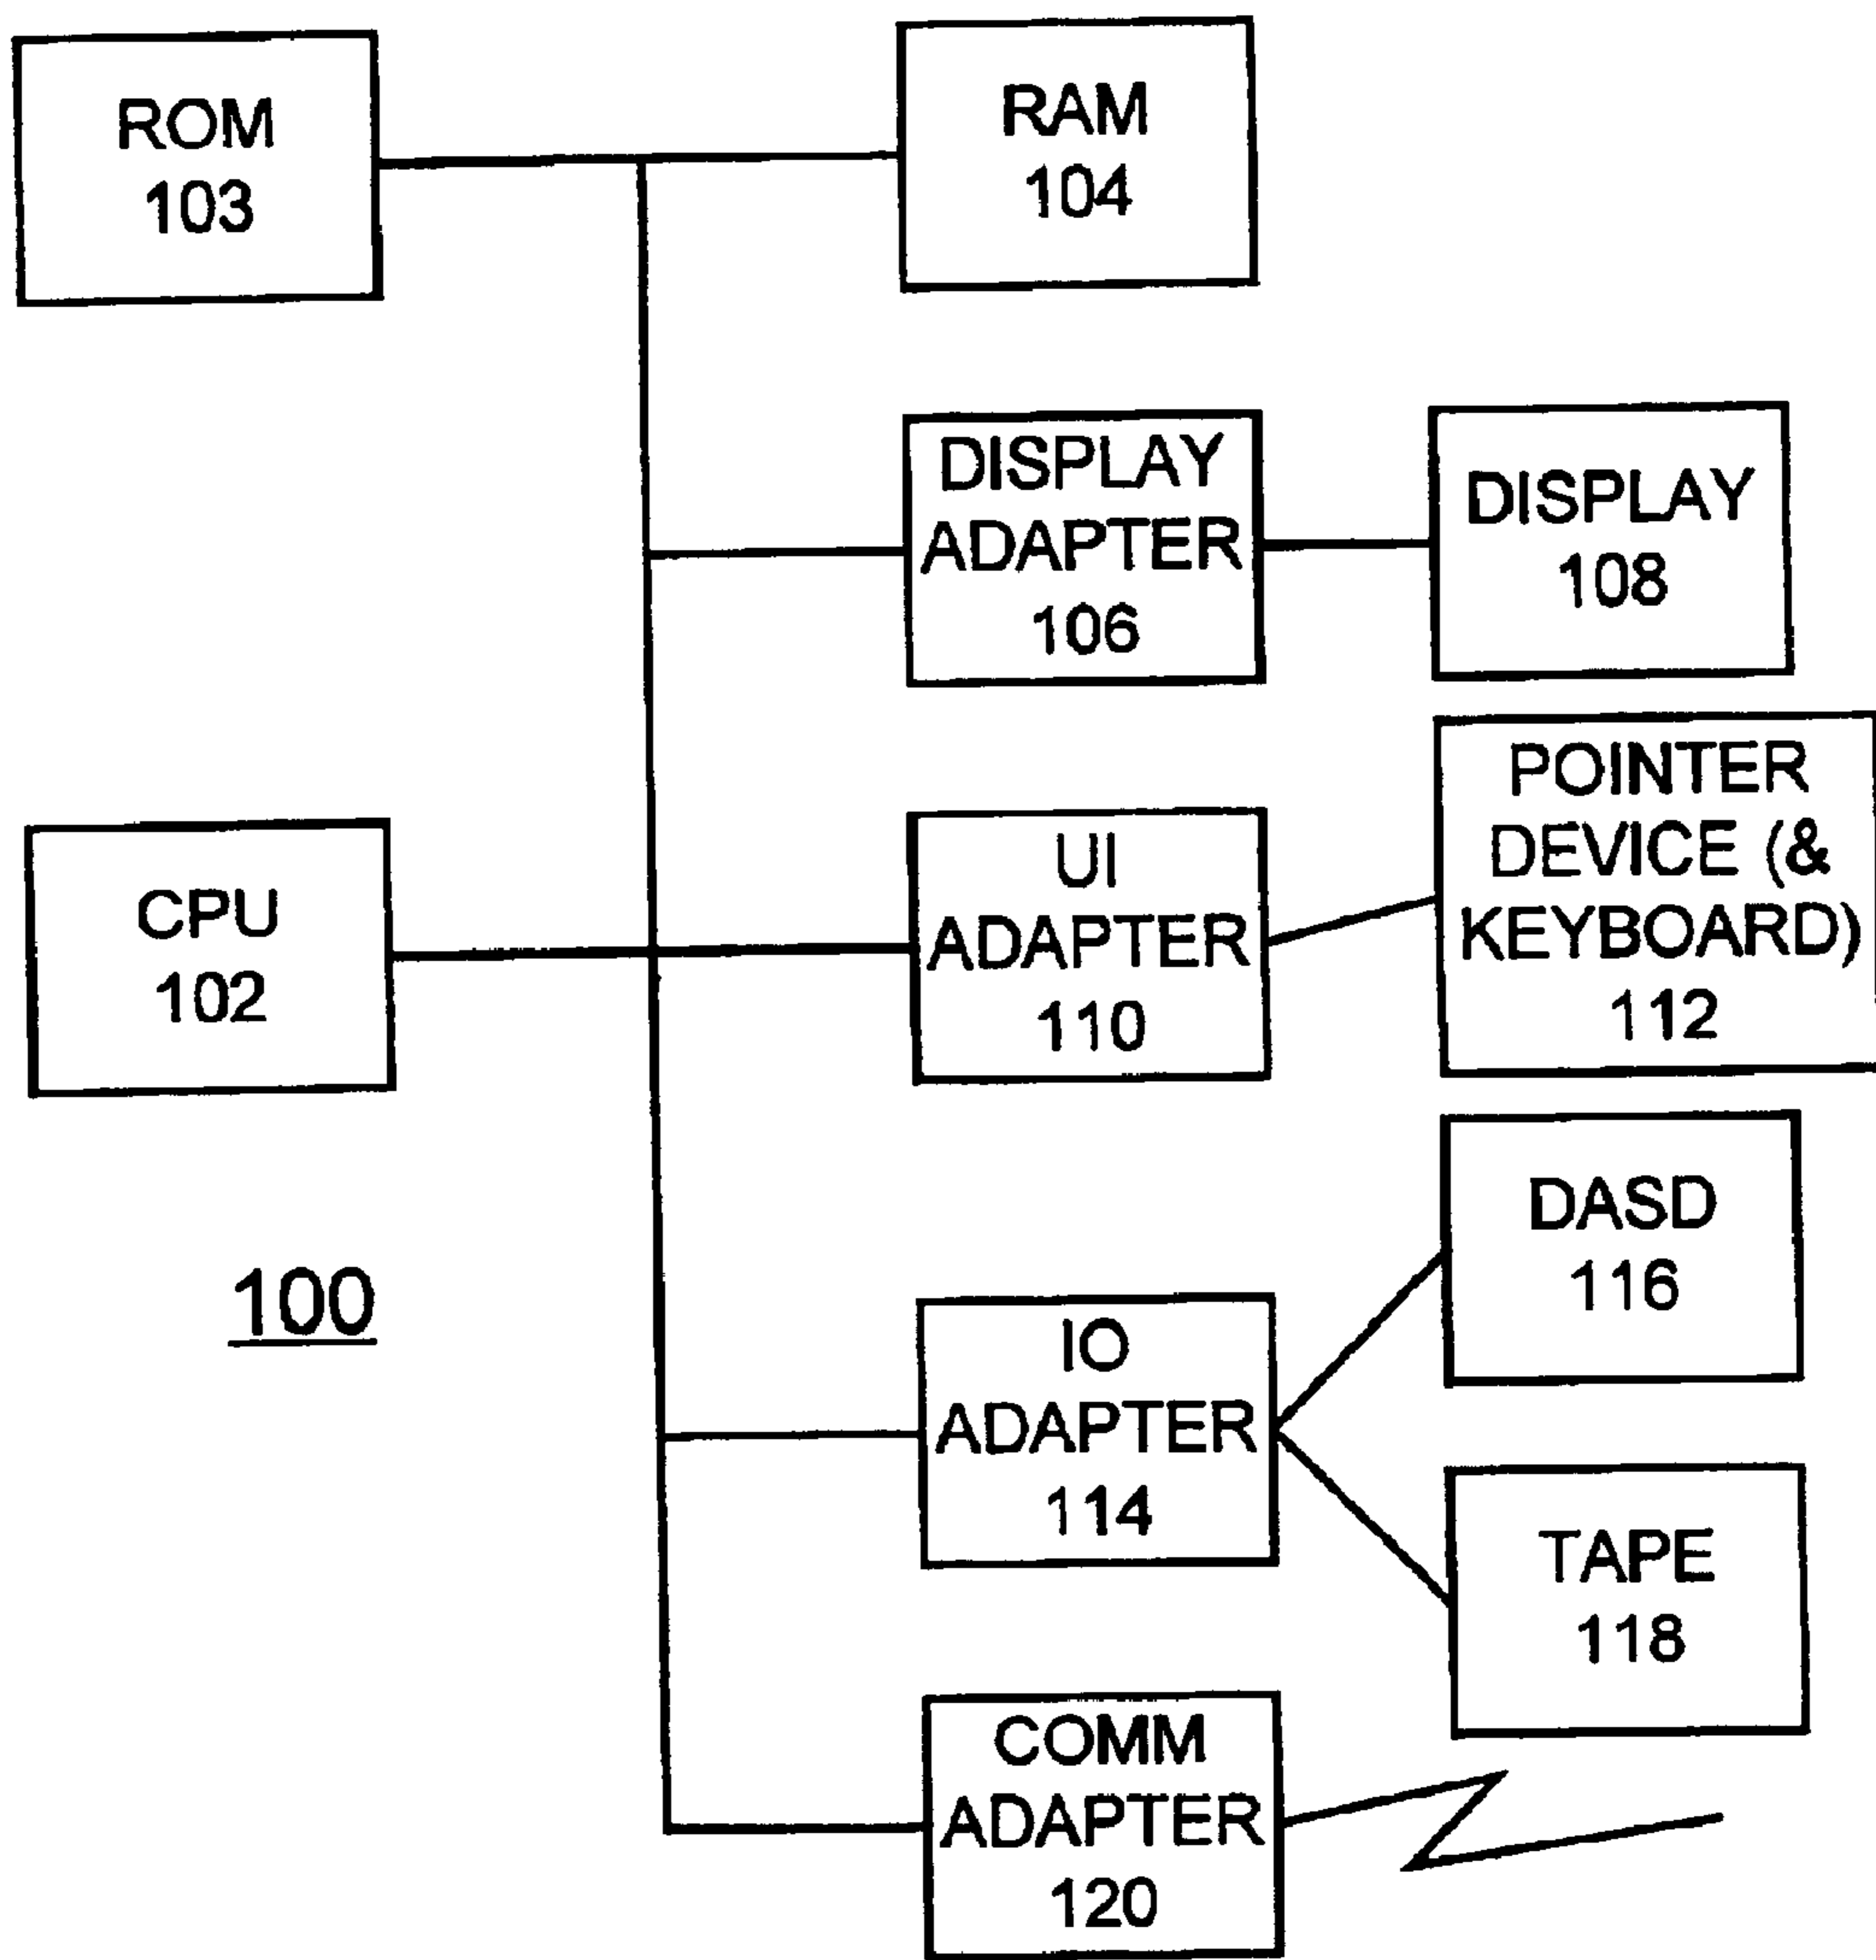 ROM
103
RAM
104
DISPLAY
ADAPTER
106
DISPLAY
108
CPU
102
UI
ADAPTER
110
POINTER
DEVICE (&
KEYBOARD)
112
100
IO
ADAPTER
114
DASD
116
TAPE
118
COMM
ADAPTER
120